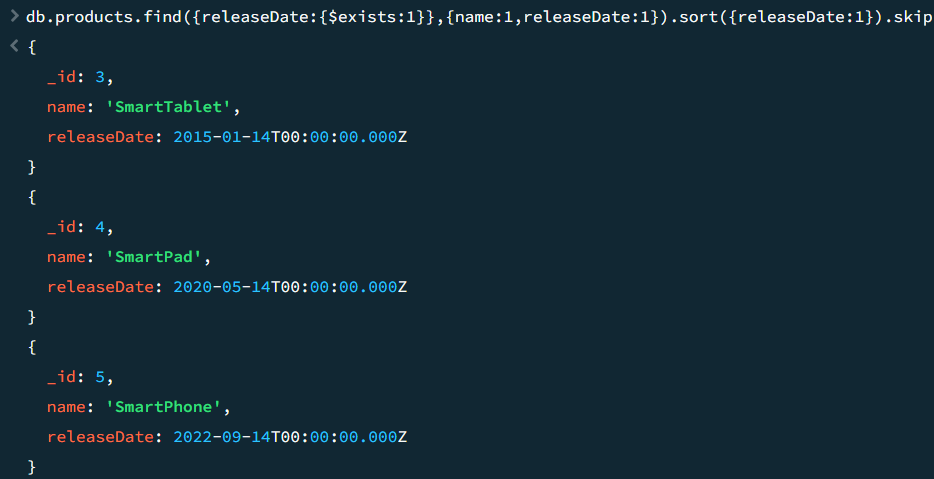 db.products.find({releaseDate:{$exists:1}},{name:1,releaseDate:1}).sort({releaseDate:1}).skip
{
_id: 3,
name: 'SmartTablet',
releaseDate: 2015-01-14T00:00:00.000Z
}
{
_id: 4,
name: 'SmartPad',
releaseDate: 2020-05-14T00:00:00.000Z
}
{
_id: 5,
name: 'SmartPhone',
releaseDate: 2022-09-14T00:00:00.000Z
}